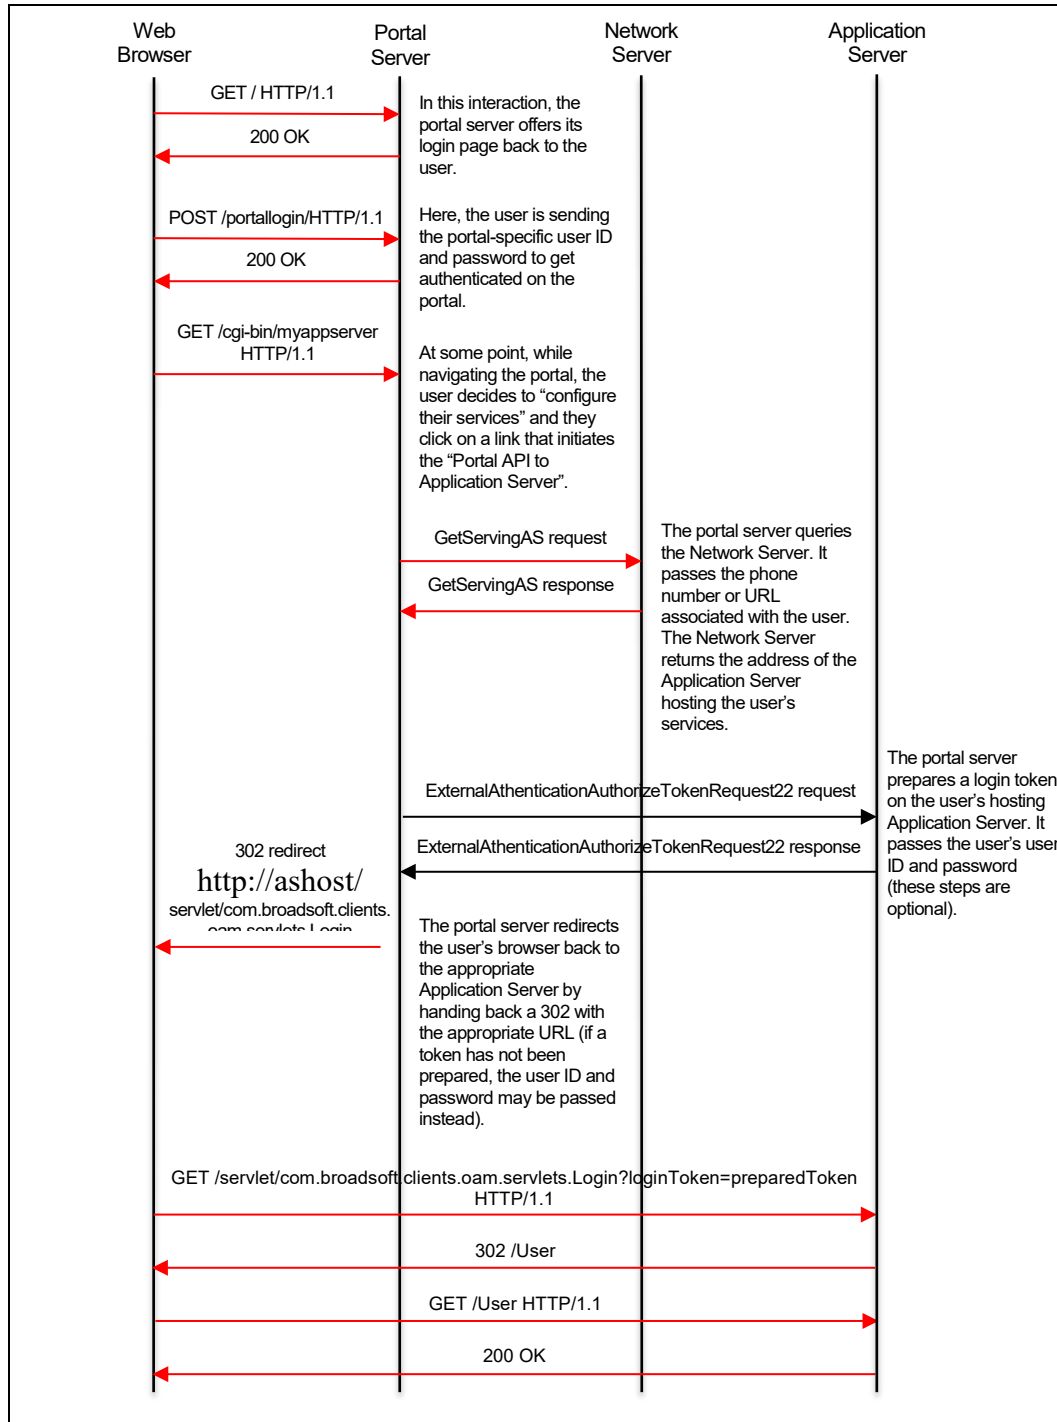 Web
Browser
Portal
Server
Network
Server
Application
Server
GET / HTTP/1.1
200 OK
In this interaction, the
portal server offers its
login page back to the
user.
POST /portallogin/HTTP/1.1
200 OK
Here, the user is sending
the portal-specific user ID
and password to get
authenticated on the
portal.
GET /cgi-bin/myappserver
HTTP/1.1
At some point, while
navigating the portal, the
user decides to “configure
their services” and they
click on a link that initiates
the “Portal API to
Application Server”.
GetServingAS request
GetServingAS response
The portal server queries
the Network Server. It
passes the phone
number or URL
associated with the user.
The Network Server
returns the address of the
Application Server
hosting the user’s
services.
ExternalAthenticationAuthorizeTokenRequest22 request
ExternalAthenticationAuthorizeTokenRequest22 response
The portal server
prepares a login token
on the user’s hosting
Application Server. It
passes the user’s user
ID and password
(these steps are
optional).
302 redirect
http://ashost/
servlet/com.broadsoft.clients.
oam.servlets.Login
The portal server redirects
the user’s browser back to
the appropriate
Application Server by
handing back a 302 with
the appropriate URL (if a
token has not been
prepared, the user ID and
password may be passed
instead).
GET /servlet/com.broadsoft.clients.oam.servlets.Login?loginToken=preparedToken
HTTP/1.1
302 /User
GET /User HTTP/1.1
200 OK